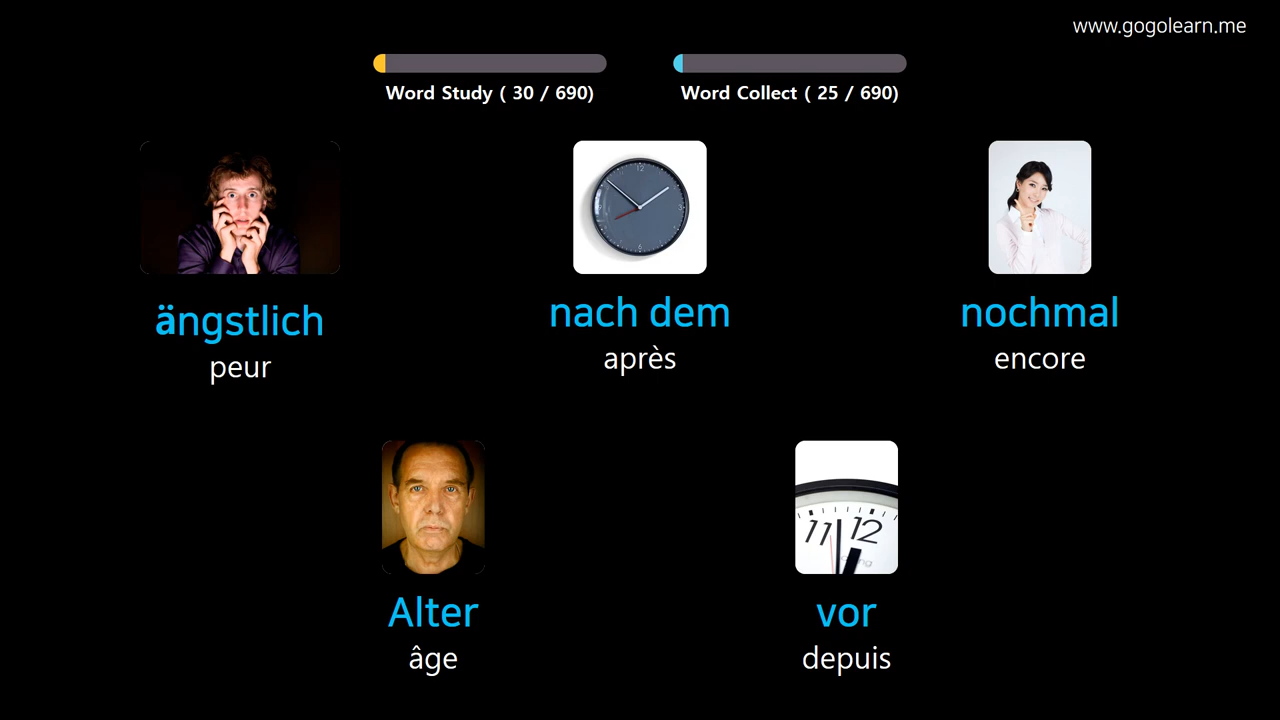 www.gogolearn.me
Word Study ( 30 / 690)
Word Collect ( 25 / 690)
ängstlich
peur
nach dem
après
nochmal
encore
11 12
Alter
âge
vor
depuis